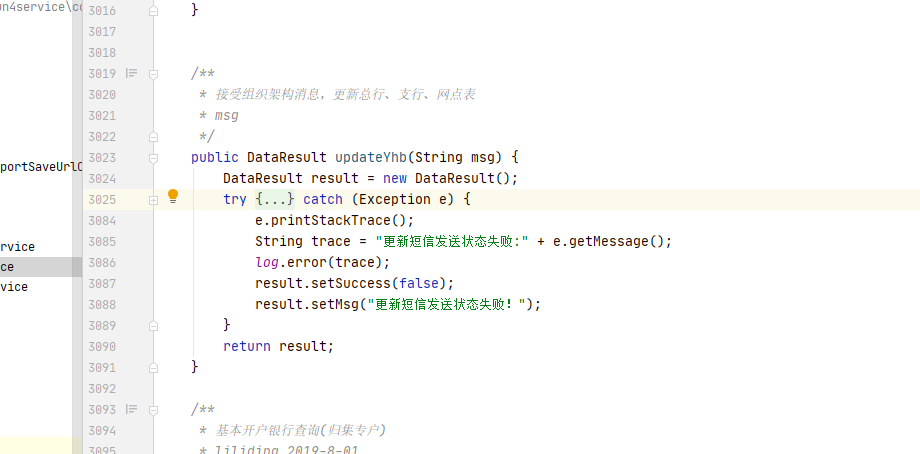 un4service\co
portSaveUrlC
rvice
ce
vice
3016 }
3017
3018
3019 /**
3020 * 接受组织架构消息，更新总行、支行、网点表
3021 * msg
3022 */
3023 public DataResult updateYhb(String msg) {
3024 DataResult result = new DataResult();
3025 try {...} catch (Exception e) {
3084 e.printStackTrace();
3085 String trace = "更新短信发送状态失败:" + e.getMessage();
3086 log.error(trace);
3087 result.setSuccess(false);
3088 result.setMsg("更新短信发送状态失败！");
3089 }
3090 return result;
3091 }
3092
3093 /**
3094 * 基本开户银行查询(归集专户)
3095 * liliding 2019-8-01